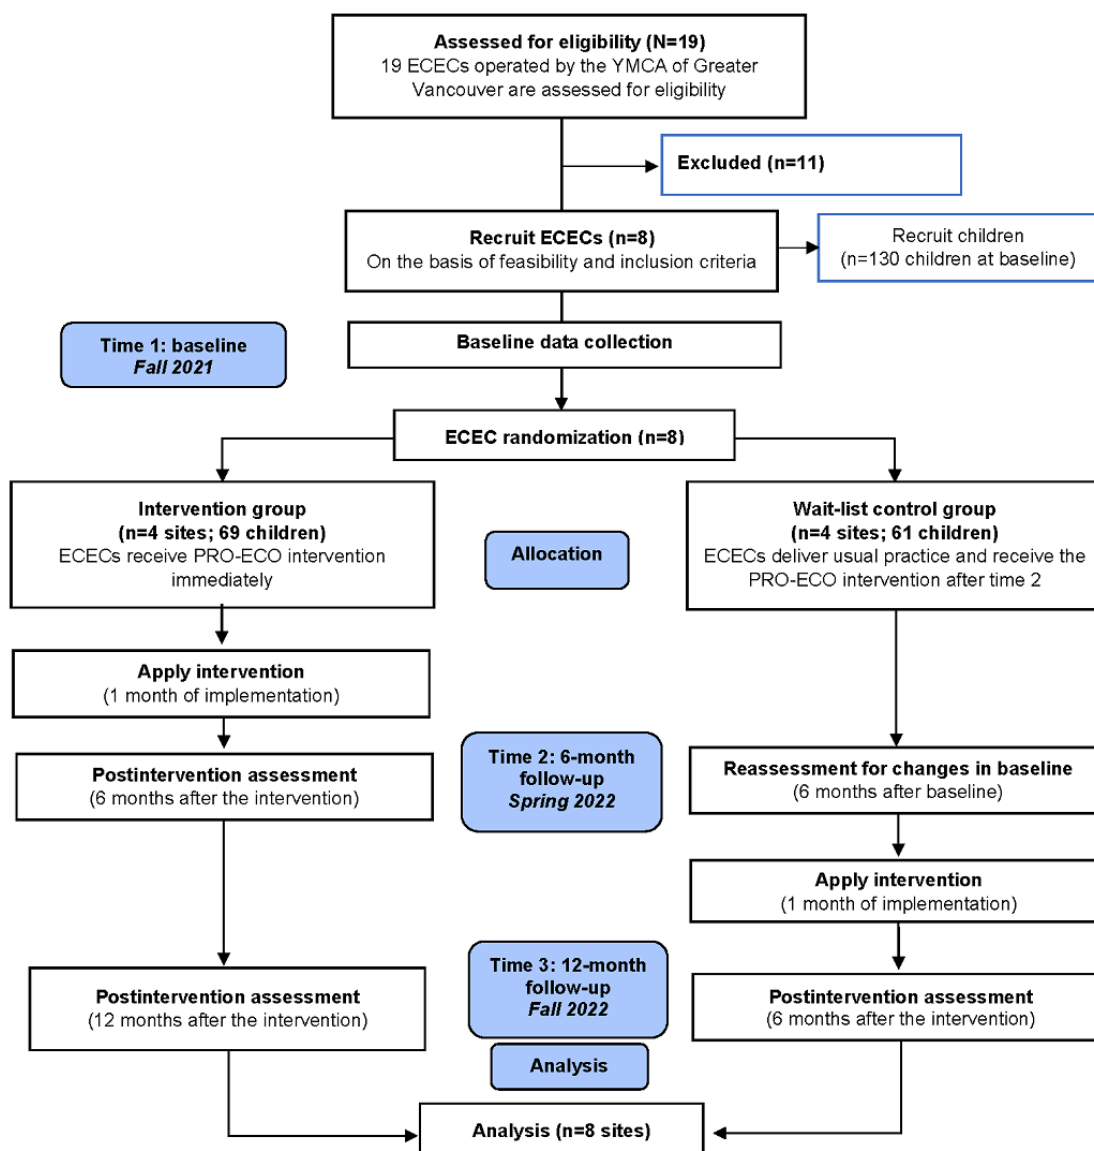 Assessed for eligibility (N=19)
19 ECECs operated by the YMCA of Greater
Vancouver are assessed for eligibility
Excluded (n=11)
Recruit ECECs (n=8)
On the basis of feasibility and inclusion criteria
Recruit children
(n=130 children at baseline)
Time 1: baseline
Fall 2021
Baseline data collection
ECEC randomization (n=8)
Intervention group
(n=4 sites; 69 children)
ECECs receive PRO-ECO intervention
immediately
Allocation
Wait-list control group
(n=4 sites; 61 children)
ECECs deliver usual practice and receive the
PRO-ECO intervention after time 2
Apply intervention
(1 month of implementation)
Postintervention assessment
(6 months after the intervention)
Time 2: 6-month
follow-up
Spring 2022
Reassessment for changes in baseline
(6 months after baseline)
Apply intervention
(1 month of implementation)
Postintervention assessment
(12 months after the intervention)
Time 3: 12-month
follow-up
Fall 2022
Postintervention assessment
(6 months after the intervention)
Analysis
Analysis (n=8 sites)